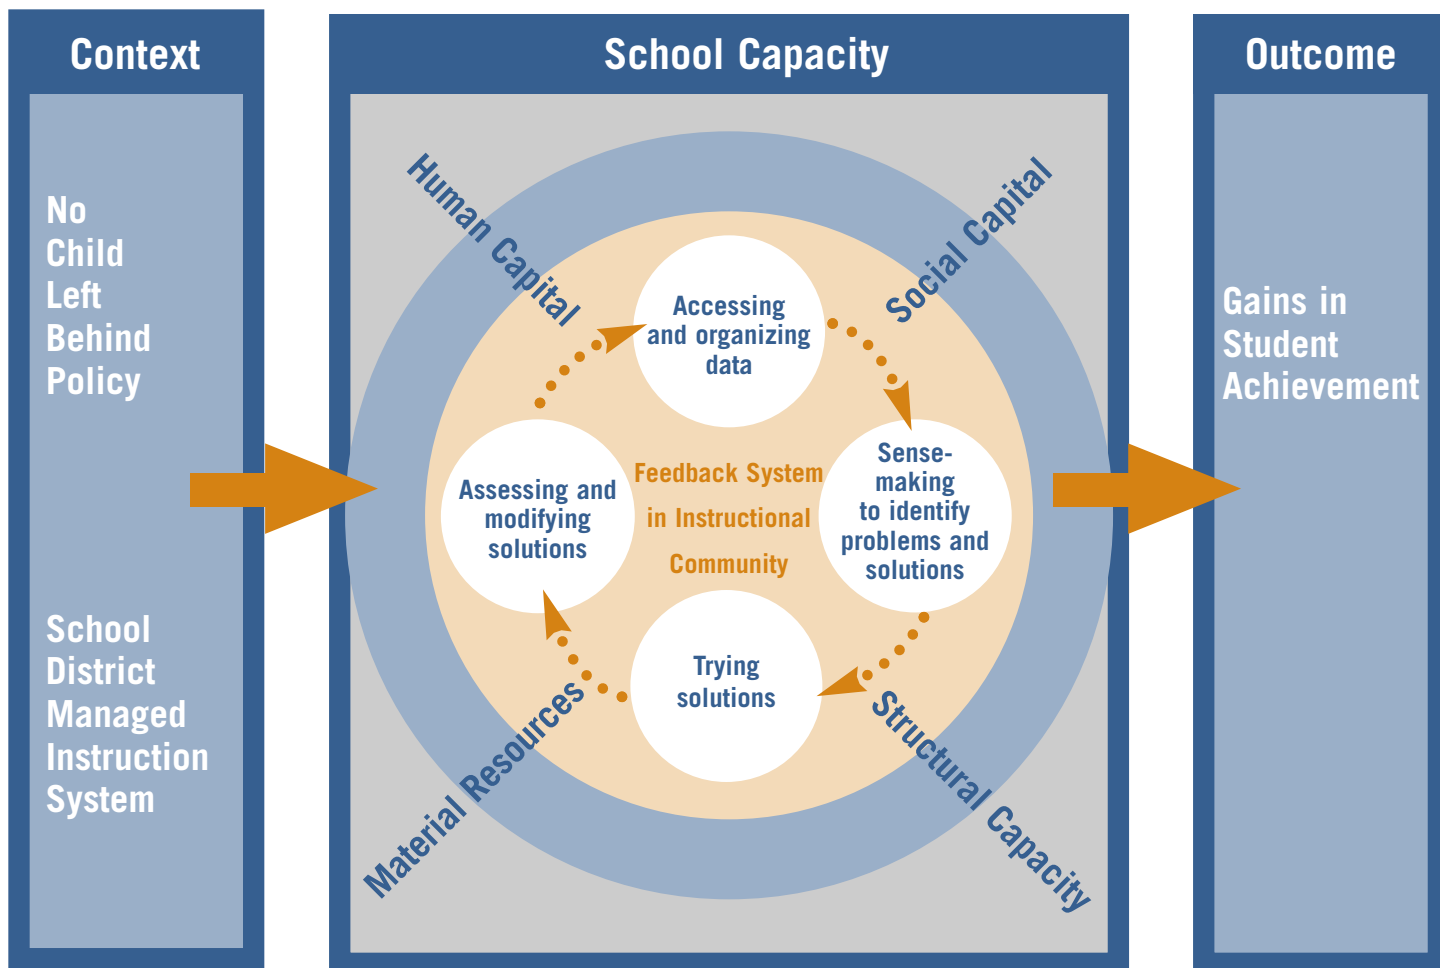 Context
No
Child
Left
Behind
Policy
School
District
Managed
Instruction
System
School Capacity
Human Capital
Social Capital
Accessing
and organizing
data
Sense-
making
to identify
problems and
solutions
Trying
solutions
Assessing and
modifying
solutions
Feedback System
in Instructional
Community
Material Resources
Structural Capacity
Outcome
Gains in
Student
Achievement